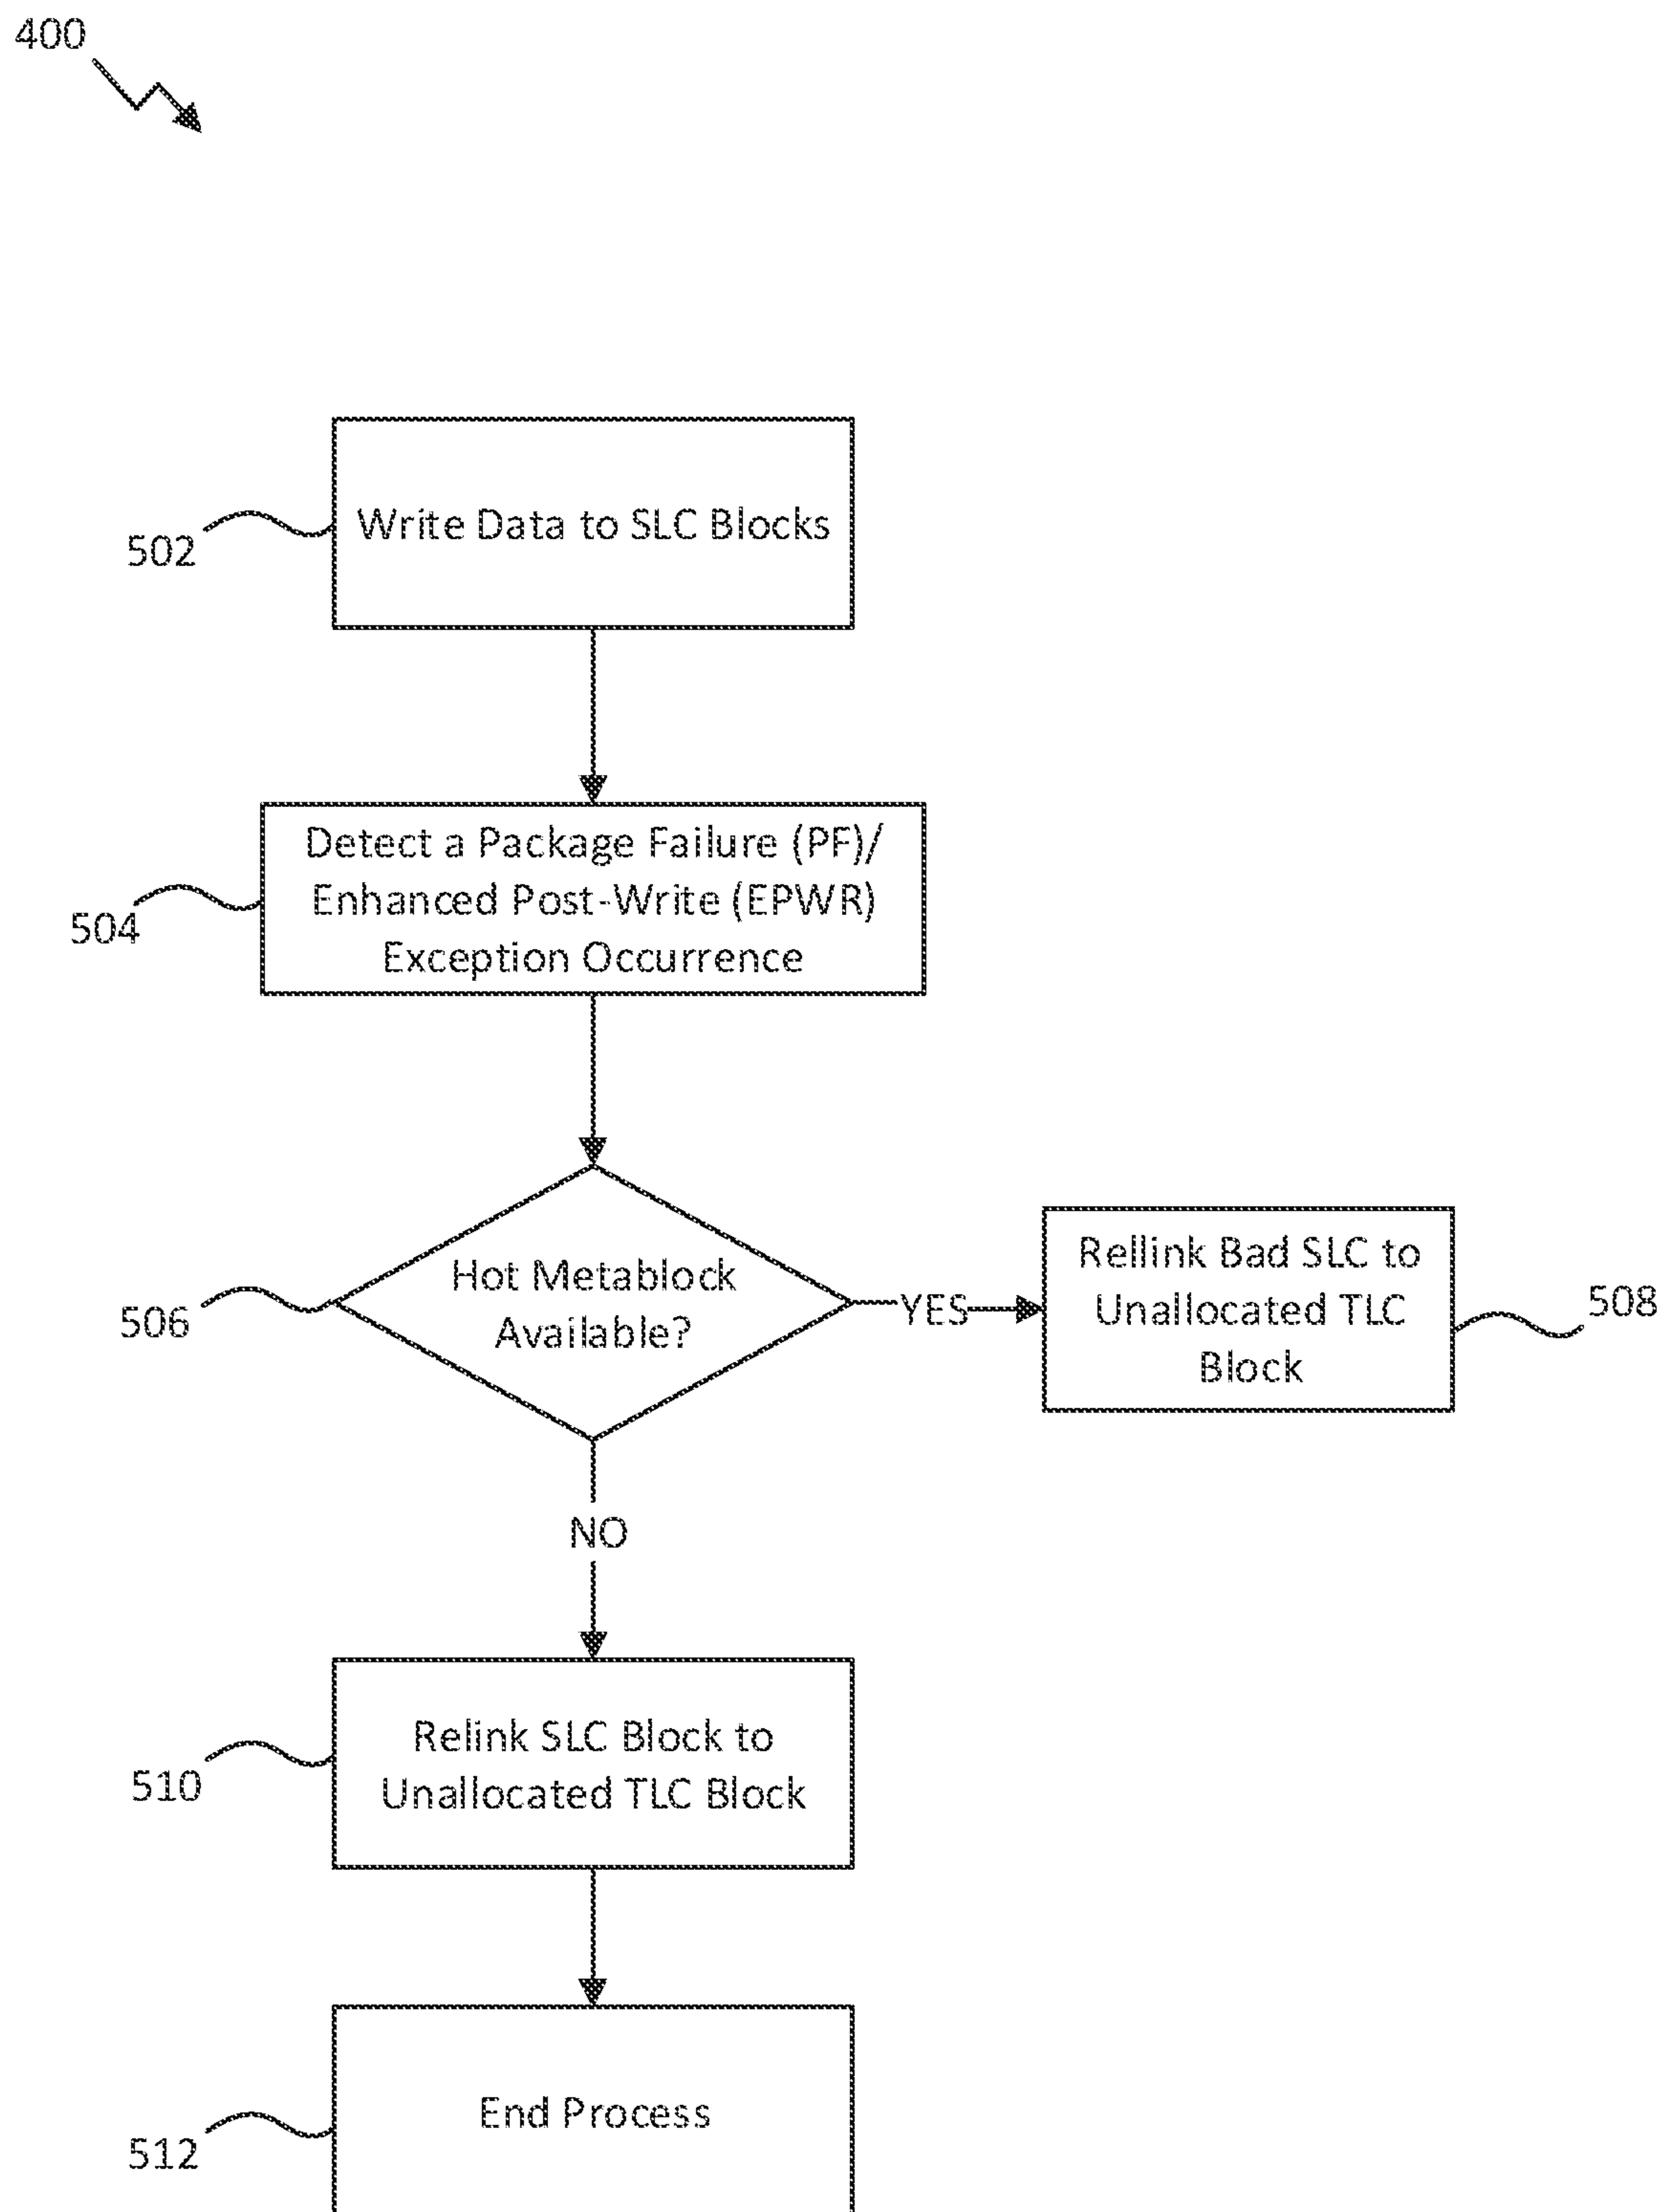 400
Write Data to SLC Blocks
502
Detect a Package Failure (PF)/
Enhanced Post-Write (EPWR)
Exception Occurrence
504
Hot Metablock
Available?
506
YES
Rellink Bad SLC to
Unallocated TLC
Block
508
NO
Relink SLC Block to
Unallocated TLC Block
510
End Process
512